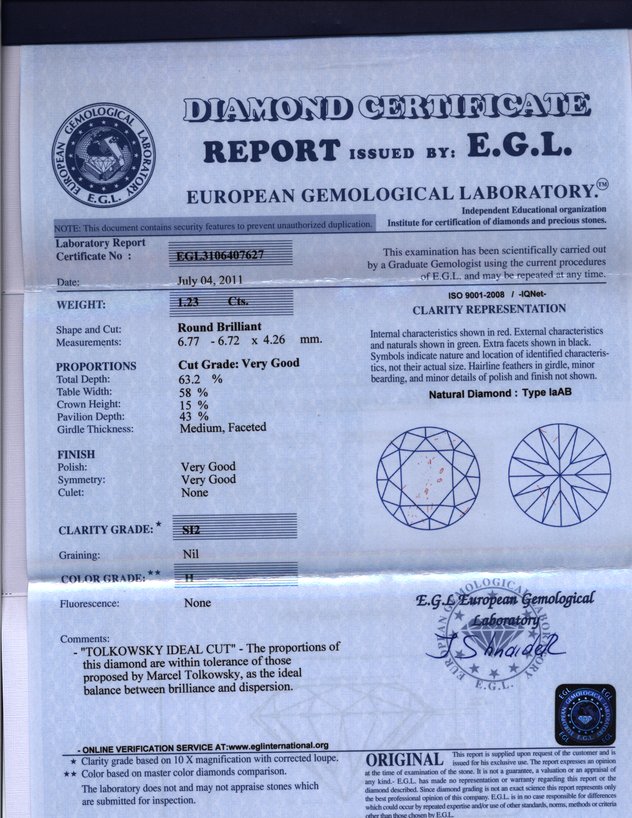 DIAMOND CERTIFICATE
REPORT ISSUED BY: E.G.L.
EUROPEAN GEMOLOGICAL LABORATORY.™
EUROPEAN GEMOLOGICAL LABORATORY
E.G.L.
Independent Educational organization
Institute for certification of diamonds and precious stones.
NOTE: This document contains security features to prevent unauthorized duplication.
Laboratory Report
Certificate No : EGL3106407627
Date: July 04, 2011
WEIGHT: 1.23 Cts.
Shape and Cut: Round Brilliant
Measurements: 6.77 - 6.72 x 4.26 mm.
PROPORTIONS Cut Grade: Very Good
Total Depth: 63.2 %
Table Width: 58 %
Crown Height: 15 %
Pavilion Depth: 43 %
Girdle Thickness: Medium, Faceted
FINISH
Polish: Very Good
Symmetry: Very Good
Culet: None
CLARITY GRADE:* SI2
Graining: Nil
COLOR GRADE:** H
Fluorescence: None
Comments:
- "TOLKOWSKY IDEAL CUT" - The proportions of
this diamond are within tolerance of those
proposed by Marcel Tolkowsky, as the ideal
balance between brilliance and dispersion.
- ONLINE VERIFICATION SERVICE AT:www.eglinternational.org
★ Clarity grade based on 10 X magnification with corrected loupe.
★★ Color based on master color diamonds comparison.
The laboratory does not and may not appraise stones which
are submitted for inspection.
This examination has been scientifically carried out
by a Graduate Gemologist using the current procedures
of E.G.L. and may be repeated at any time.
ISO 9001-2008 / -IQNet-
CLARITY REPRESENTATION
Internal characteristics shown in red. External characteristics
and naturals shown in green. Extra facets shown in black.
Symbols indicate nature and location of identified characteris-
tics, not their actual size. Hairline feathers in girdle, minor
bearding, and minor details of polish and finish not shown.
Natural Diamond : Type IaAB
E.G.L European Gemological
Laboratory
J Shnaider
E.G.L.
ORIGINAL This report is supplied upon request of the customer and is
issued for his exclusive use. The report expresses an opinion
at the time of examination of the stone. It is not a guarantee, a valuation or an appraisal of
any kind.- E.G.L. has made no representation or warranty regarding this report or the
diamond described. Since diamond grading is not an exact science this report represents only
the best professional opinion of this company. E.G.L. is in no case responsible for differences
which could occur by repeated expertise and/or use of other standards, norms, methods or criteria
other than those chosen by E.G.L.